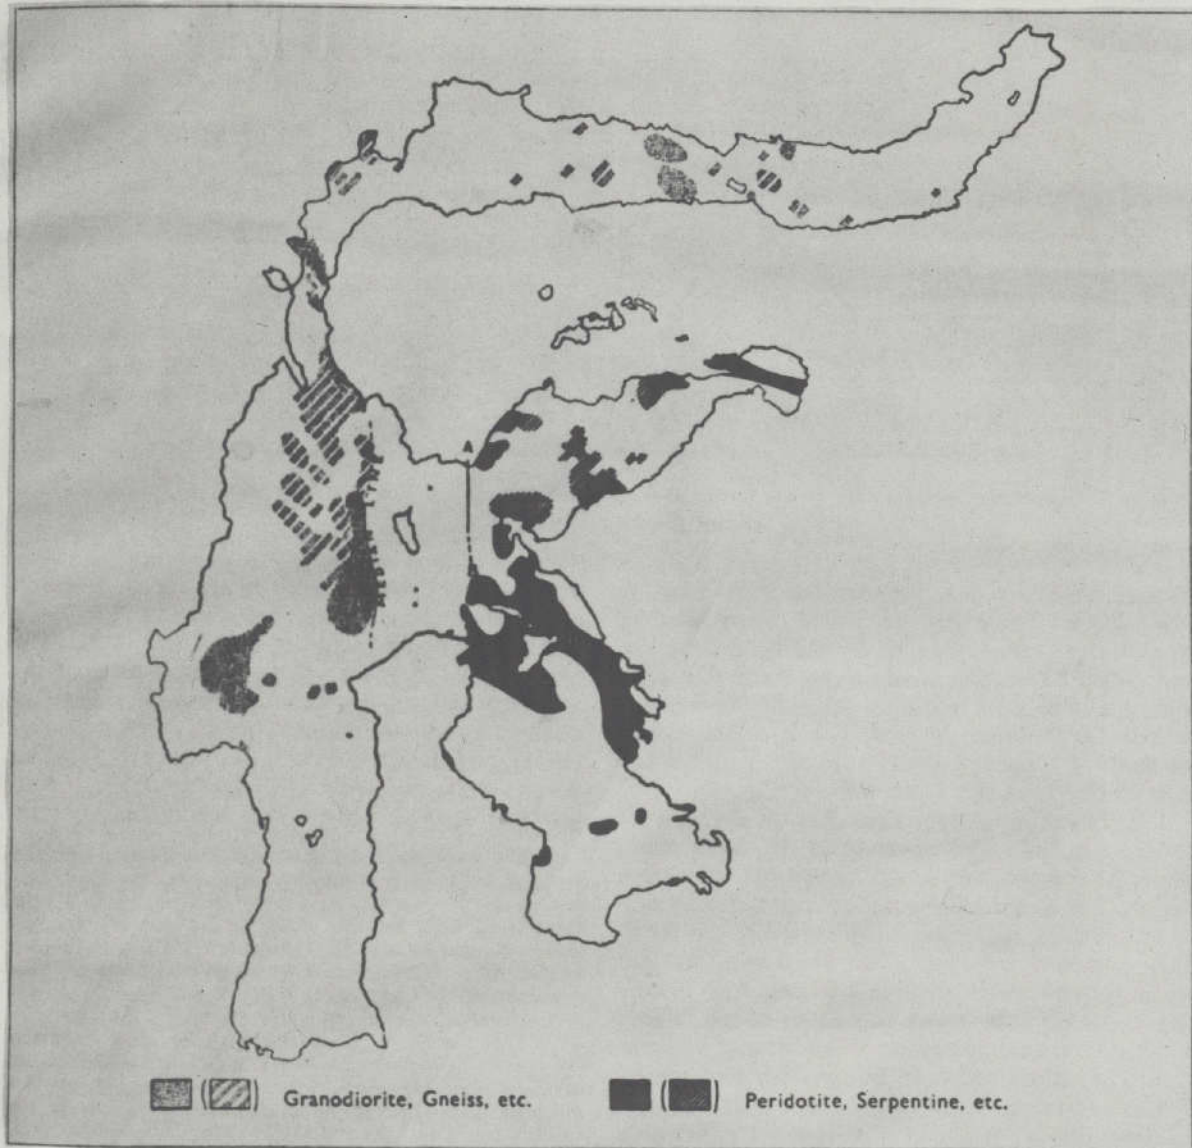 A
Granodiorite, Gneiss, etc.
Peridotite, Serpentine, etc.